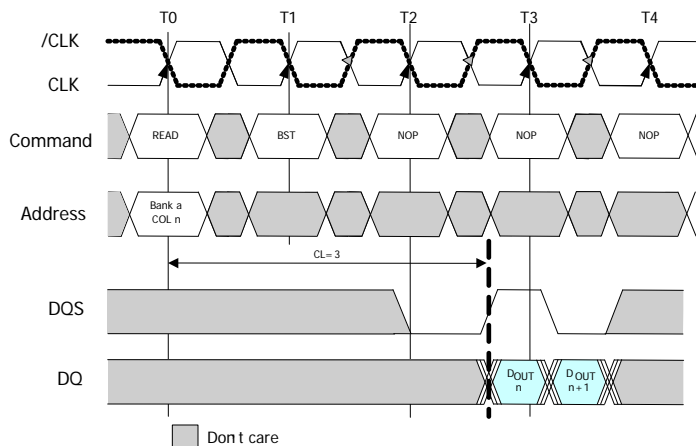 T0 T1 T2 T3 T4
/CLK
CLK
Command READ BST NOP NOP NOP
Address Bank a COL n
CL=3
DQS
DQ DOUT n DOUT n+1
Don't care